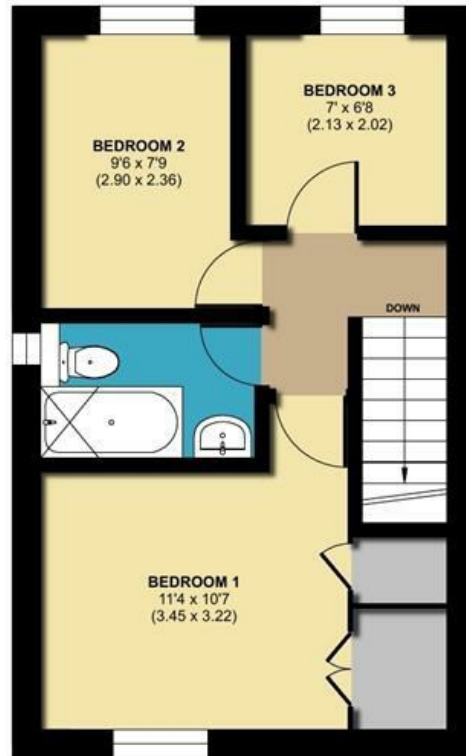 BEDROOM 3
7' x 6'8
(2.13 x 2.02)
BEDROOM 2
9'6 x 7'9
(2.90 x 2.36)
DOWN
BEDROOM 1
11'4 x 10'7
(3.45 x 3.22)